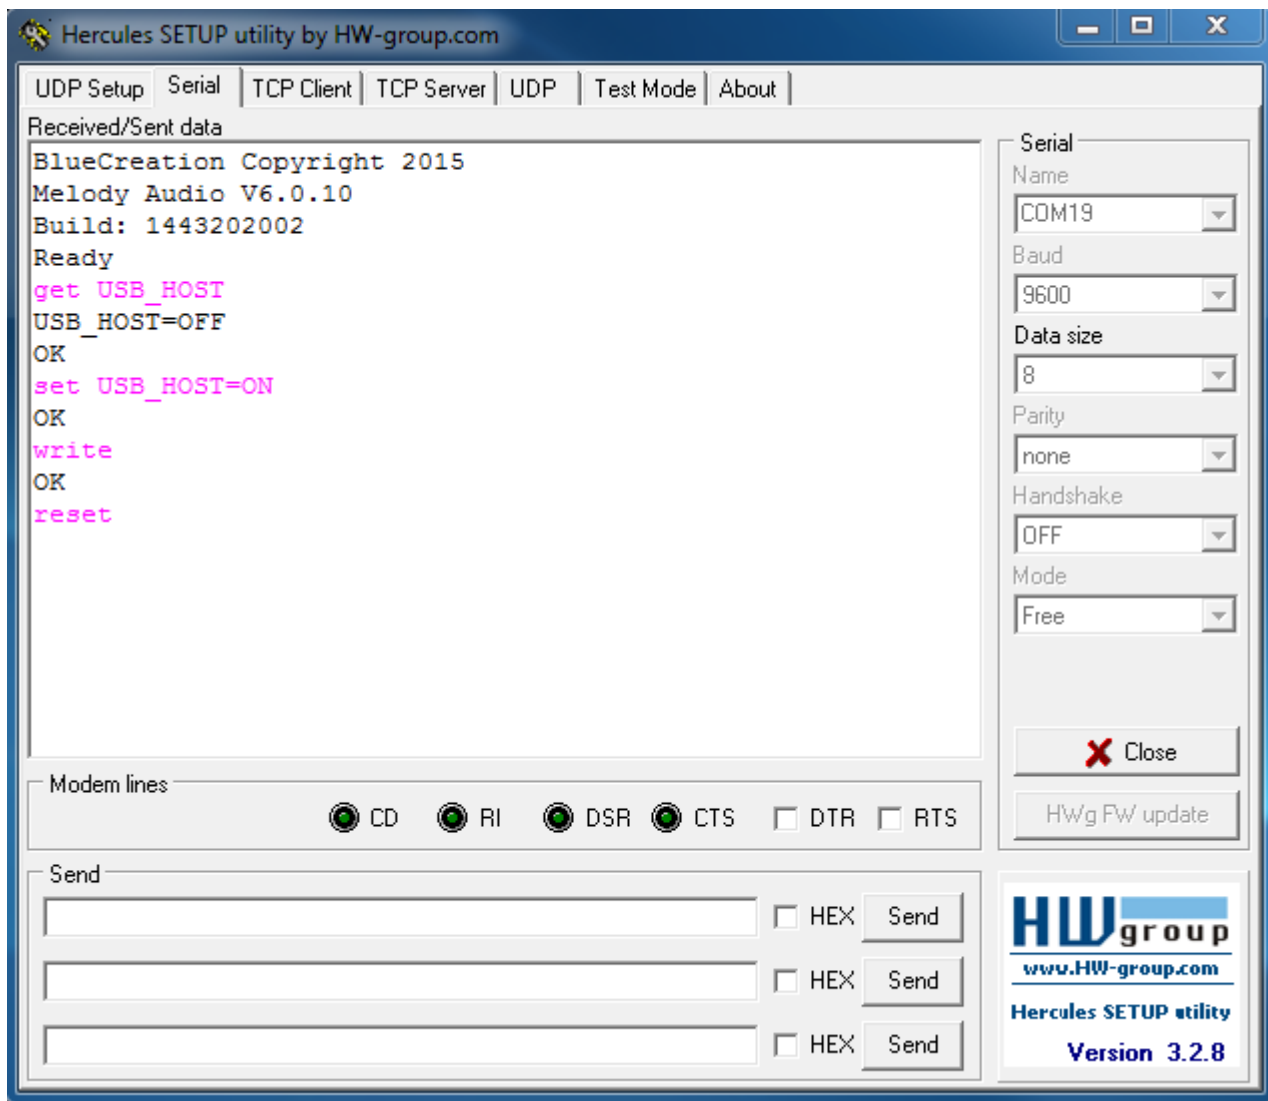 Hercules SETUP utility by HW-group.com
UDP Setup Serial TCP Client TCP Server UDP Test Mode About
Received/Sent data
BlueCreation Copyright 2015
Melody Audio V6.0.10
Build: 1443202002
Ready
get USB_HOST
USB_HOST=OFF
OK
set USB_HOST=ON
OK
write
OK
reset
Serial
Name
COM19
Baud
9600
Data size
8
Parity
none
Handshake
OFF
Mode
Free
Close
HWg FW update
Modem lines
CD RI DSR CTS DTR RTS
Send
HEX Send
HEX Send
HEX Send
HW group
www.HW-group.com
Hercules SETUP utility
Version 3.2.8